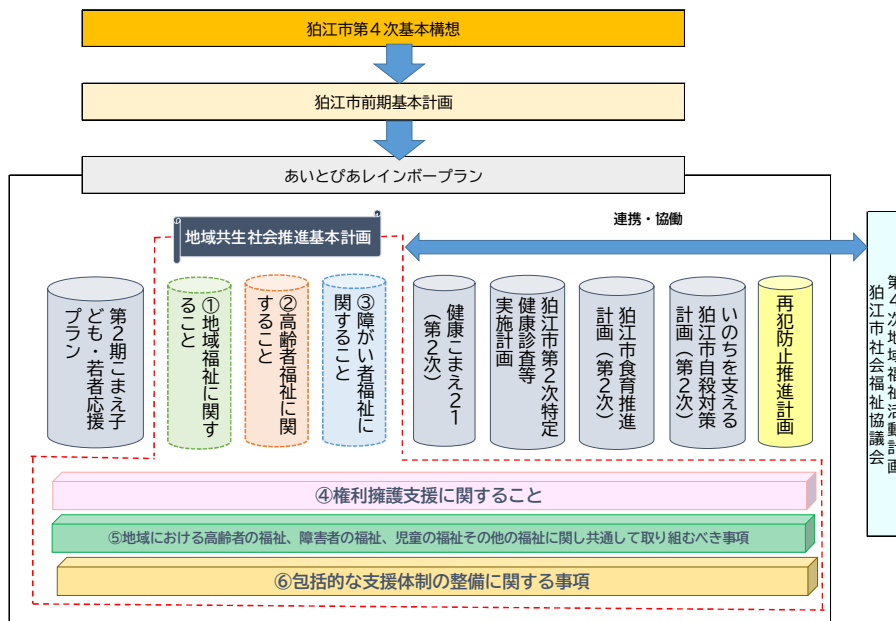 狛江市第４次基本構想
狛江市前期基本計画
あいとぴあレインボープラン
地域共生社会推進基本計画
連携・協働
第２期こまえ子
ども・若者応援
プラン
①地域福祉に関す
ること
②高齢者福祉に関
すること
③障がい者福祉に
関すること
健康こまえ２１
（第２次）
狛江市第２次特定
健康診査等
実施計画
狛江市食育推進
計画（第２次）
いのちを支える
狛江市自殺対策
計画（第２次）
再犯防止推進計画
第４次地域福祉活動計画
狛江市社会福祉協議会
④権利擁護支援に関すること
⑤地域における高齢者の福祉、障害者の福祉、児童の福祉その他の福祉に関し共通して取り組むべき事項
⑥包括的な支援体制の整備に関する事項